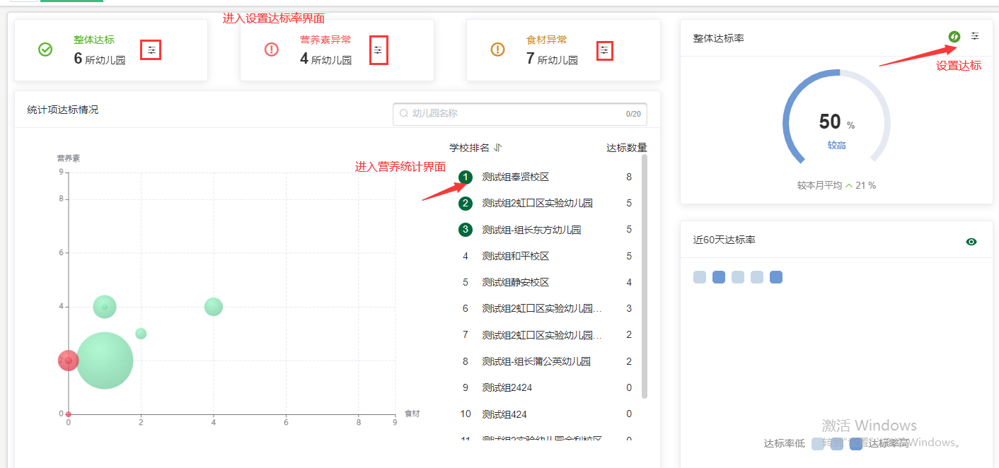 进入设置达标率界面
整体达标
6 所幼儿园
营养素异常
4 所幼儿园
食材异常
7 所幼儿园
整体达标率
设置达标
50 %
较高
较本月平均 21 %
统计项达标情况
幼儿园名称
0/20
营养素
9
8
6
4
2
0
0 2 4 6 8 9
食材
进入营养统计界面
学校排名 达标数量
1 测试组奉贤校区 8
2 测试组2虹口区实验幼儿园 5
3 测试组-组长东方幼儿园 5
4 测试组和平校区 5
5 测试组静安校区 4
6 测试组2虹口区实验幼儿园... 3
7 测试组2虹口区实验幼儿园... 2
8 测试组-组长蒲公英幼儿园 2
9 测试组2424 0
10 测试组424 0
近60天达标率
激活 Windows
转到"设置"以激活 Windows。
达标率低 达标率高